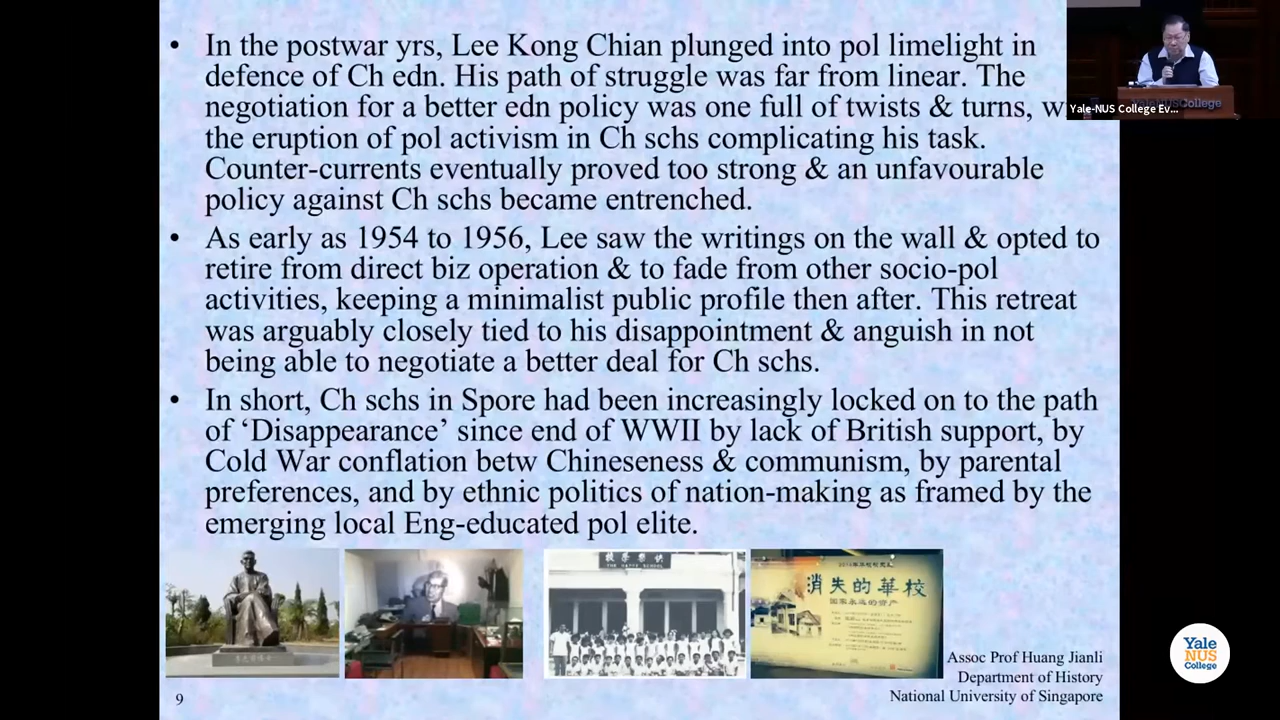 • In the postwar yrs, Lee Kong Chian plunged into pol limelight in
defence of Ch edn. His path of struggle was far from linear. The
negotiation for a better edn policy was one full of twists & turns,
the eruption of pol activism in Ch schs complicating his task.
Counter-currents eventually proved too strong & an unfavourable
policy against Ch schs became entrenched.
• As early as 1954 to 1956, Lee saw the writings on the wall & opted to
retire from direct biz operation & to fade from other socio-pol
activities, keeping a minimalist public profile then after. This retreat
was arguably closely tied to his disappointment & anguish in not
being able to negotiate a better deal for Ch schs.
• In short, Ch schs in Spore had been increasingly locked on to the path
of ‘Disappearance’ since end of WWII by lack of British support, by
Cold War conflation betw Chineseness & communism, by parental
preferences, and by ethnic politics of nation-making as framed by the
emerging local Eng-educated pol elite.
THE HAPPY SCHOOL
消失的華校
国家永远的资产
Assoc Prof Huang Jianli
Department of History
National University of Singapore
9
Yale-NUS College Ev...
Yale
NUS
College